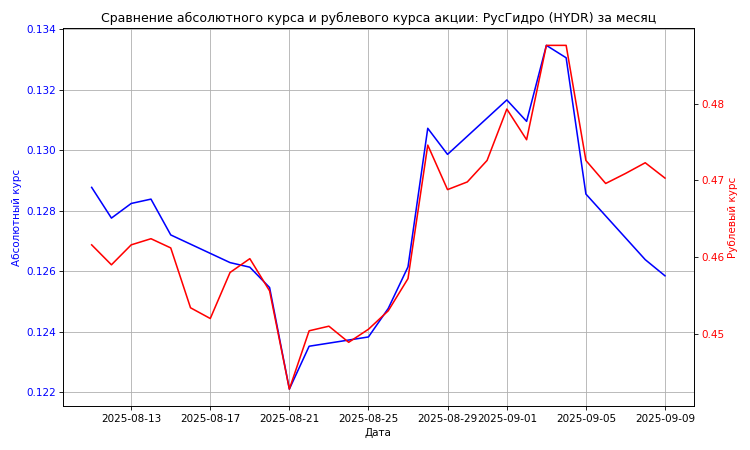 Сравнение абсолютного курса и рублевого курса акции: РусГидро (HYDR) за месяц
0.134
0.132
0.130
0.128
0.126
0.124
0.122
Абсолютный курс
0.48
0.47
0.46
0.45
Рублевый курс
2025-08-13 2025-08-17 2025-08-21 2025-08-25 2025-08-29 2025-09-01 2025-09-05 2025-09-09
Дата